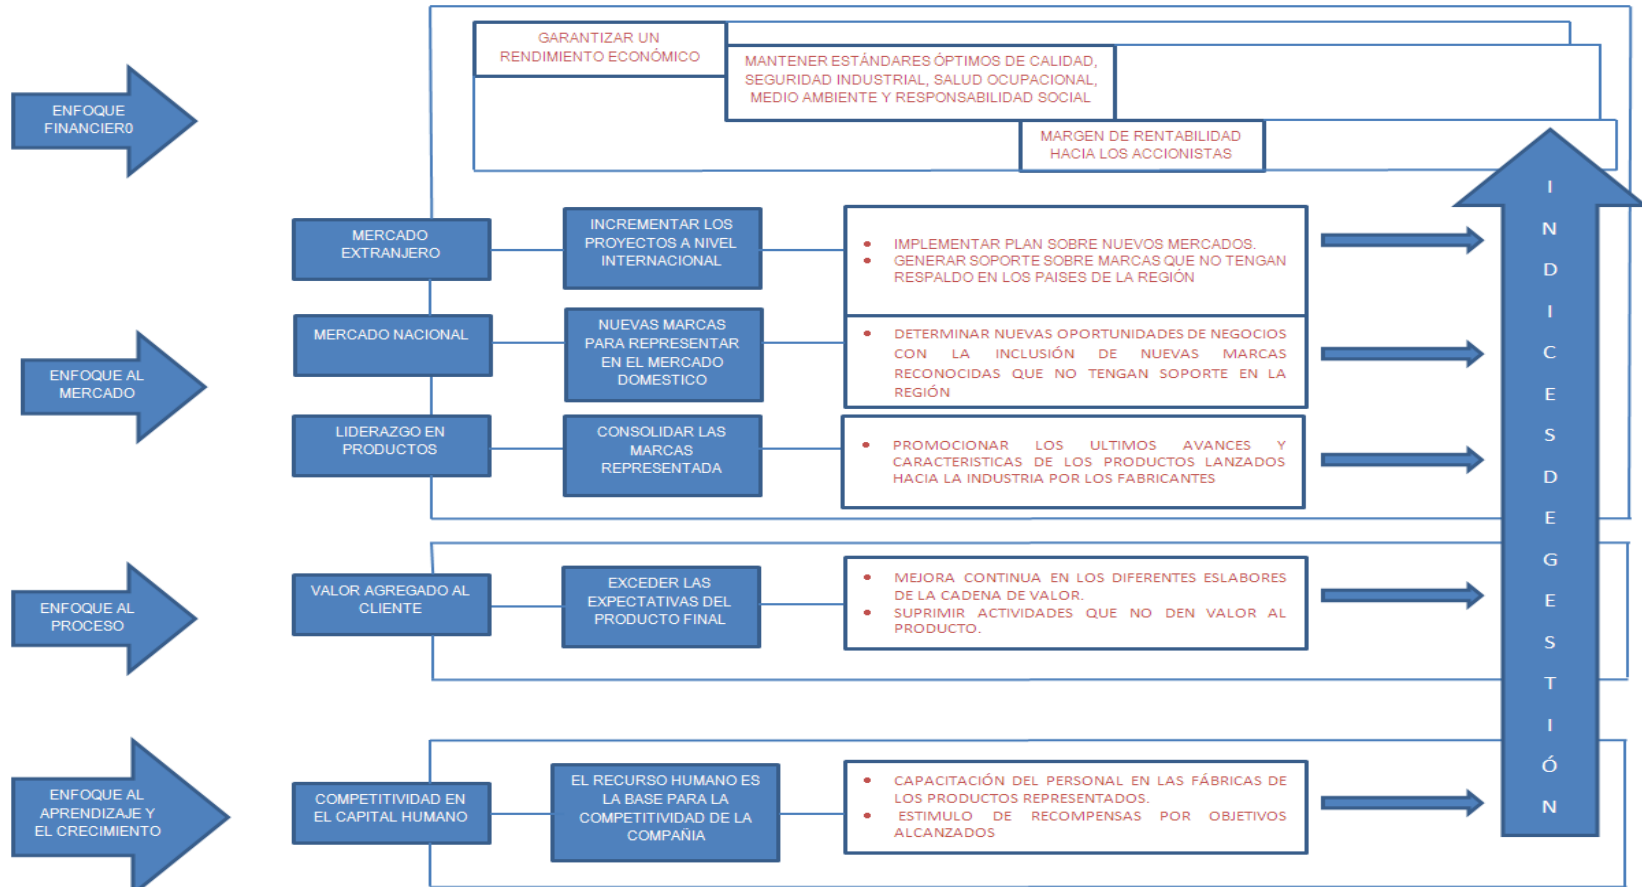 GARANTIZAR UN
RENDIMIENTO ECONÓMICO
MANTENER ESTÁNDARES ÓPTIMOS DE CALIDAD,
SEGURIDAD INDUSTRIAL, SALUD OCUPACIONAL,
MEDIO AMBIENTE Y RESPONSABILIDAD SOCIAL
MARGEN DE RENTABILIDAD
HACIA LOS ACCIONISTAS
ENFOQUE
FINANCIER0
MERCADO
EXTRANJERO
INCREMENTAR LOS
PROYECTOS A NIVEL
INTERNACIONAL
• IMPLEMENTAR PLAN SOBRE NUEVOS MERCADOS.
• GENERAR SOPORTE SOBRE MARCAS QUE NO TENGAN
RESPALDO EN LOS PAISES DE LA REGIÓN
ENFOQUE AL
MERCADO
MERCADO NACIONAL
NUEVAS MARCAS
PARA REPRESENTAR
EN EL MERCADO
DOMESTICO
• DETERMINAR NUEVAS OPORTUNIDADES DE NEGOCIOS
CON LA INCLUSIÓN DE NUEVAS MARCAS
RECONOCIDAS QUE NO TENGAN SOPORTE EN LA
REGIÓN
LIDERAZGO EN
PRODUCTOS
CONSOLIDAR LAS
MARCAS
REPRESENTADA
• PROMOCIONAR LOS ULTIMOS AVANCES Y
CARACTERISTICAS DE LOS PRODUCTOS LANZADOS
HACIA LA INDUSTRIA POR LOS FABRICANTES
ENFOQUE AL
PROCESO
VALOR AGREGADO AL
CLIENTE
EXCEDER LAS
EXPECTATIVAS DEL
PRODUCTO FINAL
• MEJORA CONTINUA EN LOS DIFERENTES ESLABORES
DE LA CADENA DE VALOR.
• SUPRIMIR ACTIVIDADES QUE NO DEN VALOR AL
PRODUCTO.
ENFOQUE AL
APRENDIZAJE Y
EL CRECIMIENTO
COMPETITIVIDAD EN
EL CAPITAL HUMANO
EL RECURSO HUMANO ES
LA BASE PARA LA
COMPETITIVIDAD DE LA
COMPAÑIA
• CAPACITACIÓN DEL PERSONAL EN LAS FÁBRICAS DE
LOS PRODUCTOS REPRESENTADOS.
• ESTIMULO DE RECOMPENSAS POR OBJETIVOS
ALCANZADOS
I
N
D
I
C
E
S
D
E
G
E
S
T
I
Ó
N